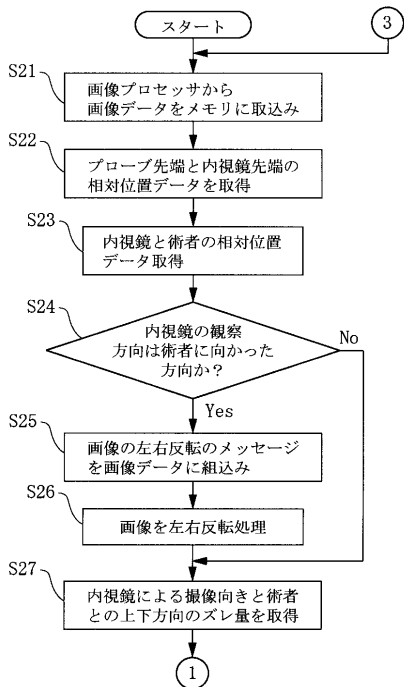 スタート
3
S21
画像プロセッサから
画像データをメモリに取込み
S22
プローブ先端と内視鏡先端の
相対位置データを取得
S23
内視鏡と術者の相対位置
データ取得
S24
内視鏡の観察
方向は術者に向かった
方向か？
No
Yes
S25
画像の左右反転のメッセージ
を画像データに組込み
S26
画像を左右反転処理
S27
内視鏡による撮像向きと術者
との上下方向のズレ量を取得
1